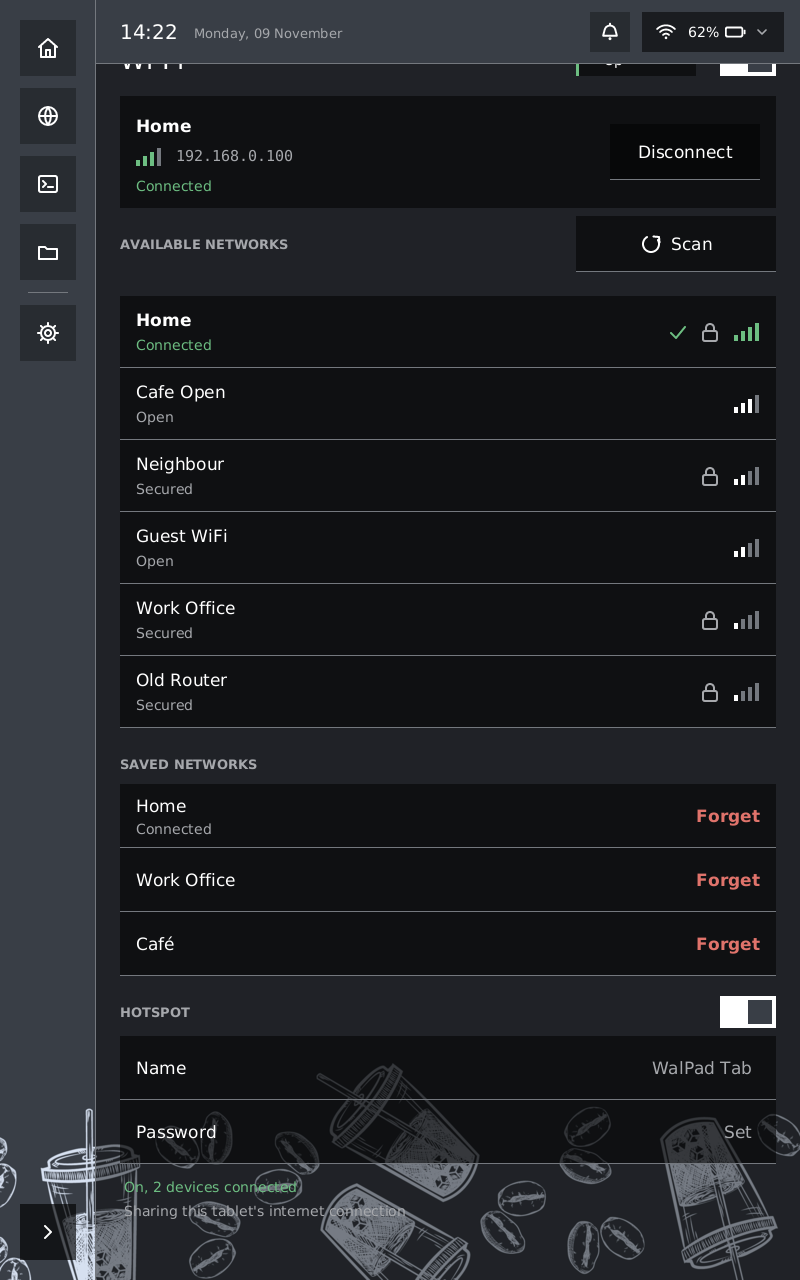 14:22 Monday, 09 November
62%
Home
192.168.0.100
Connected
Disconnect
AVAILABLE NETWORKS
Scan
Home
Connected
Cafe Open
Open
Neighbour
Secured
Guest WiFi
Open
Work Office
Secured
Old Router
Secured
SAVED NETWORKS
Home
Connected
Forget
Work Office
Forget
Café
Forget
HOTSPOT
Name
WalPad Tab
Password
Set
On, 2 devices connected
Sharing this tablet's internet connection